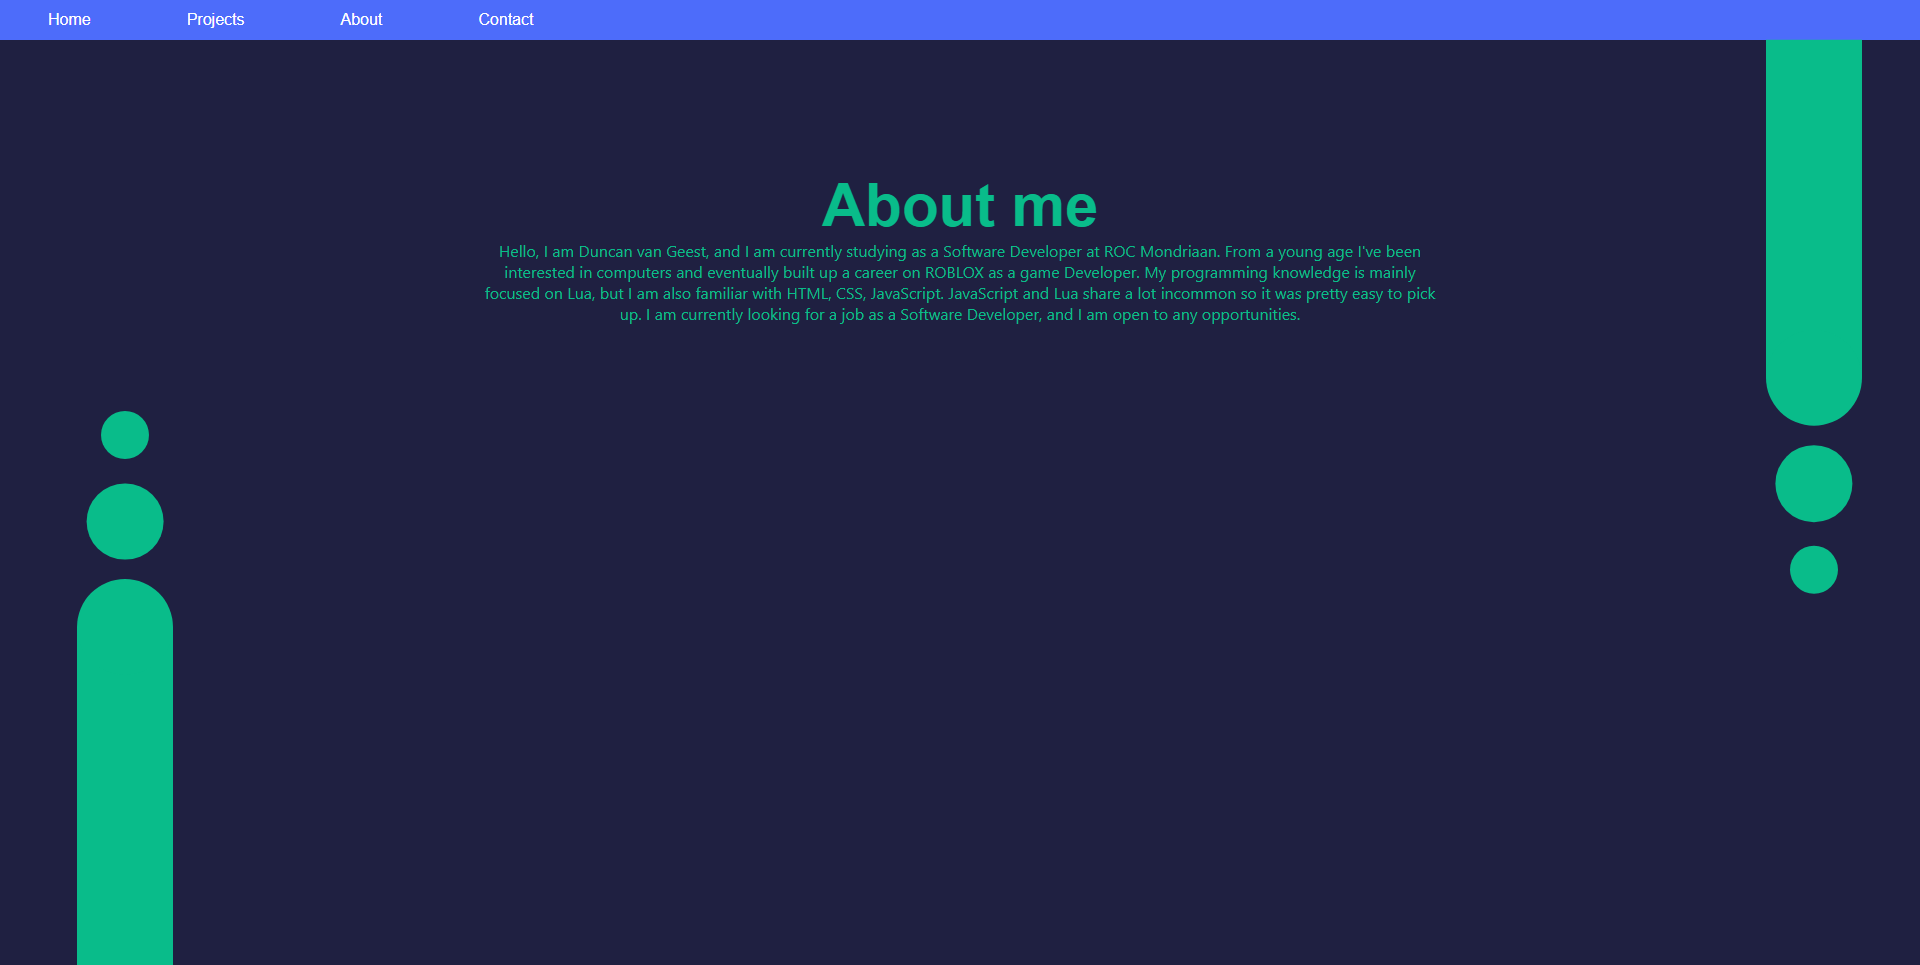 Home Projects About Contact
About me
Hello, I am Duncan van Geest, and I am currently studying as a Software Developer at ROC Mondriaan. From a young age I've been
interested in computers and eventually built up a career on ROBLOX as a game Developer. My programming knowledge is mainly
focused on Lua, but I am also familiar with HTML, CSS, JavaScript. JavaScript and Lua share a lot incommon so it was pretty easy to pick
up. I am currently looking for a job as a Software Developer, and I am open to any opportunities.